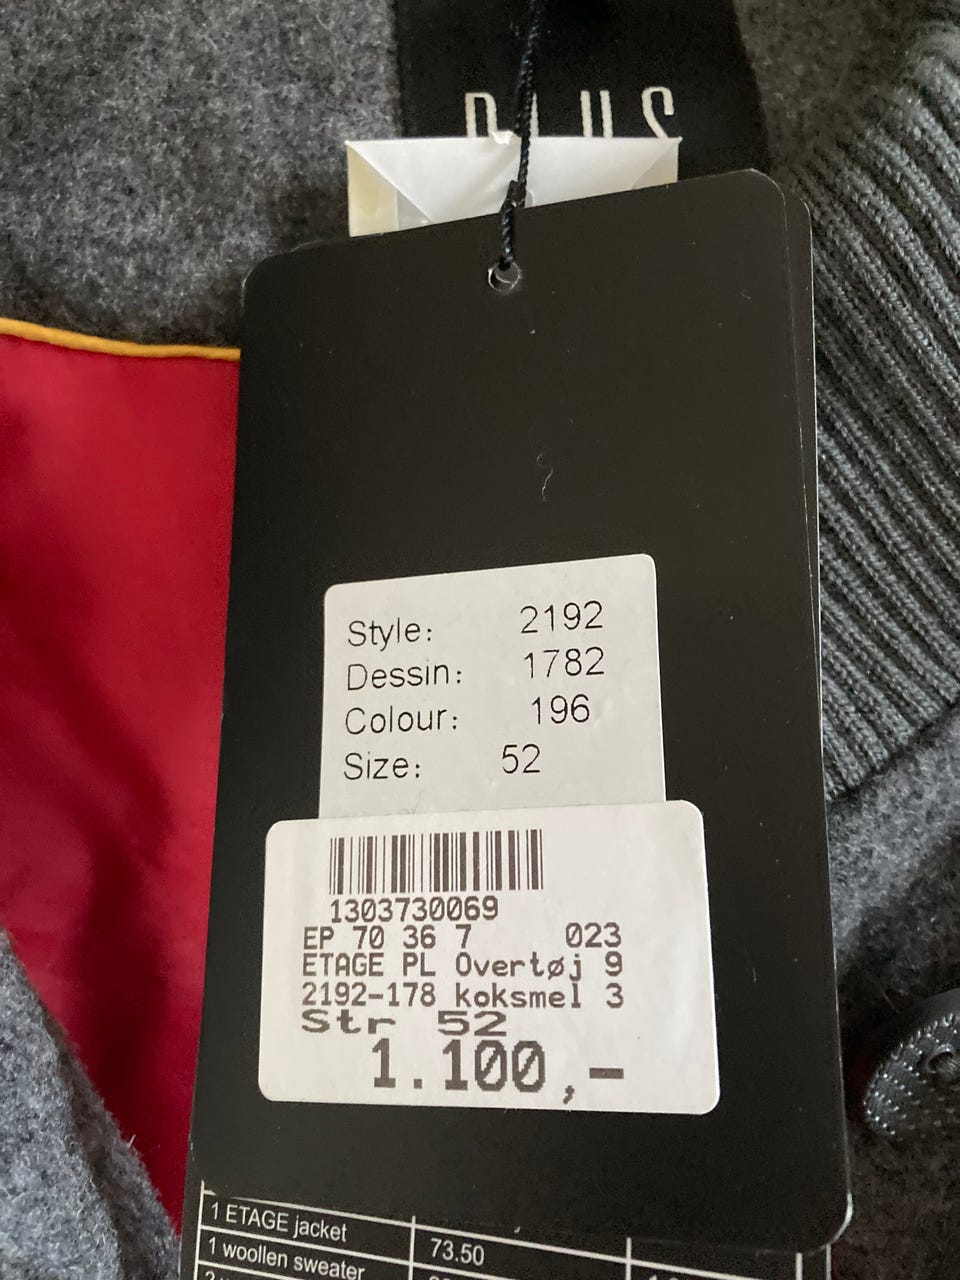 Style: 2192
Dessin: 1782
Colour: 196
Size: 52
1303730069
EP 70 36 7 023
ETAGE PL Overtøj 9
2192-178 koksmel 3
Str 52
1.100,-
1 ETAGE jacket
73.50
1 woollen sweater